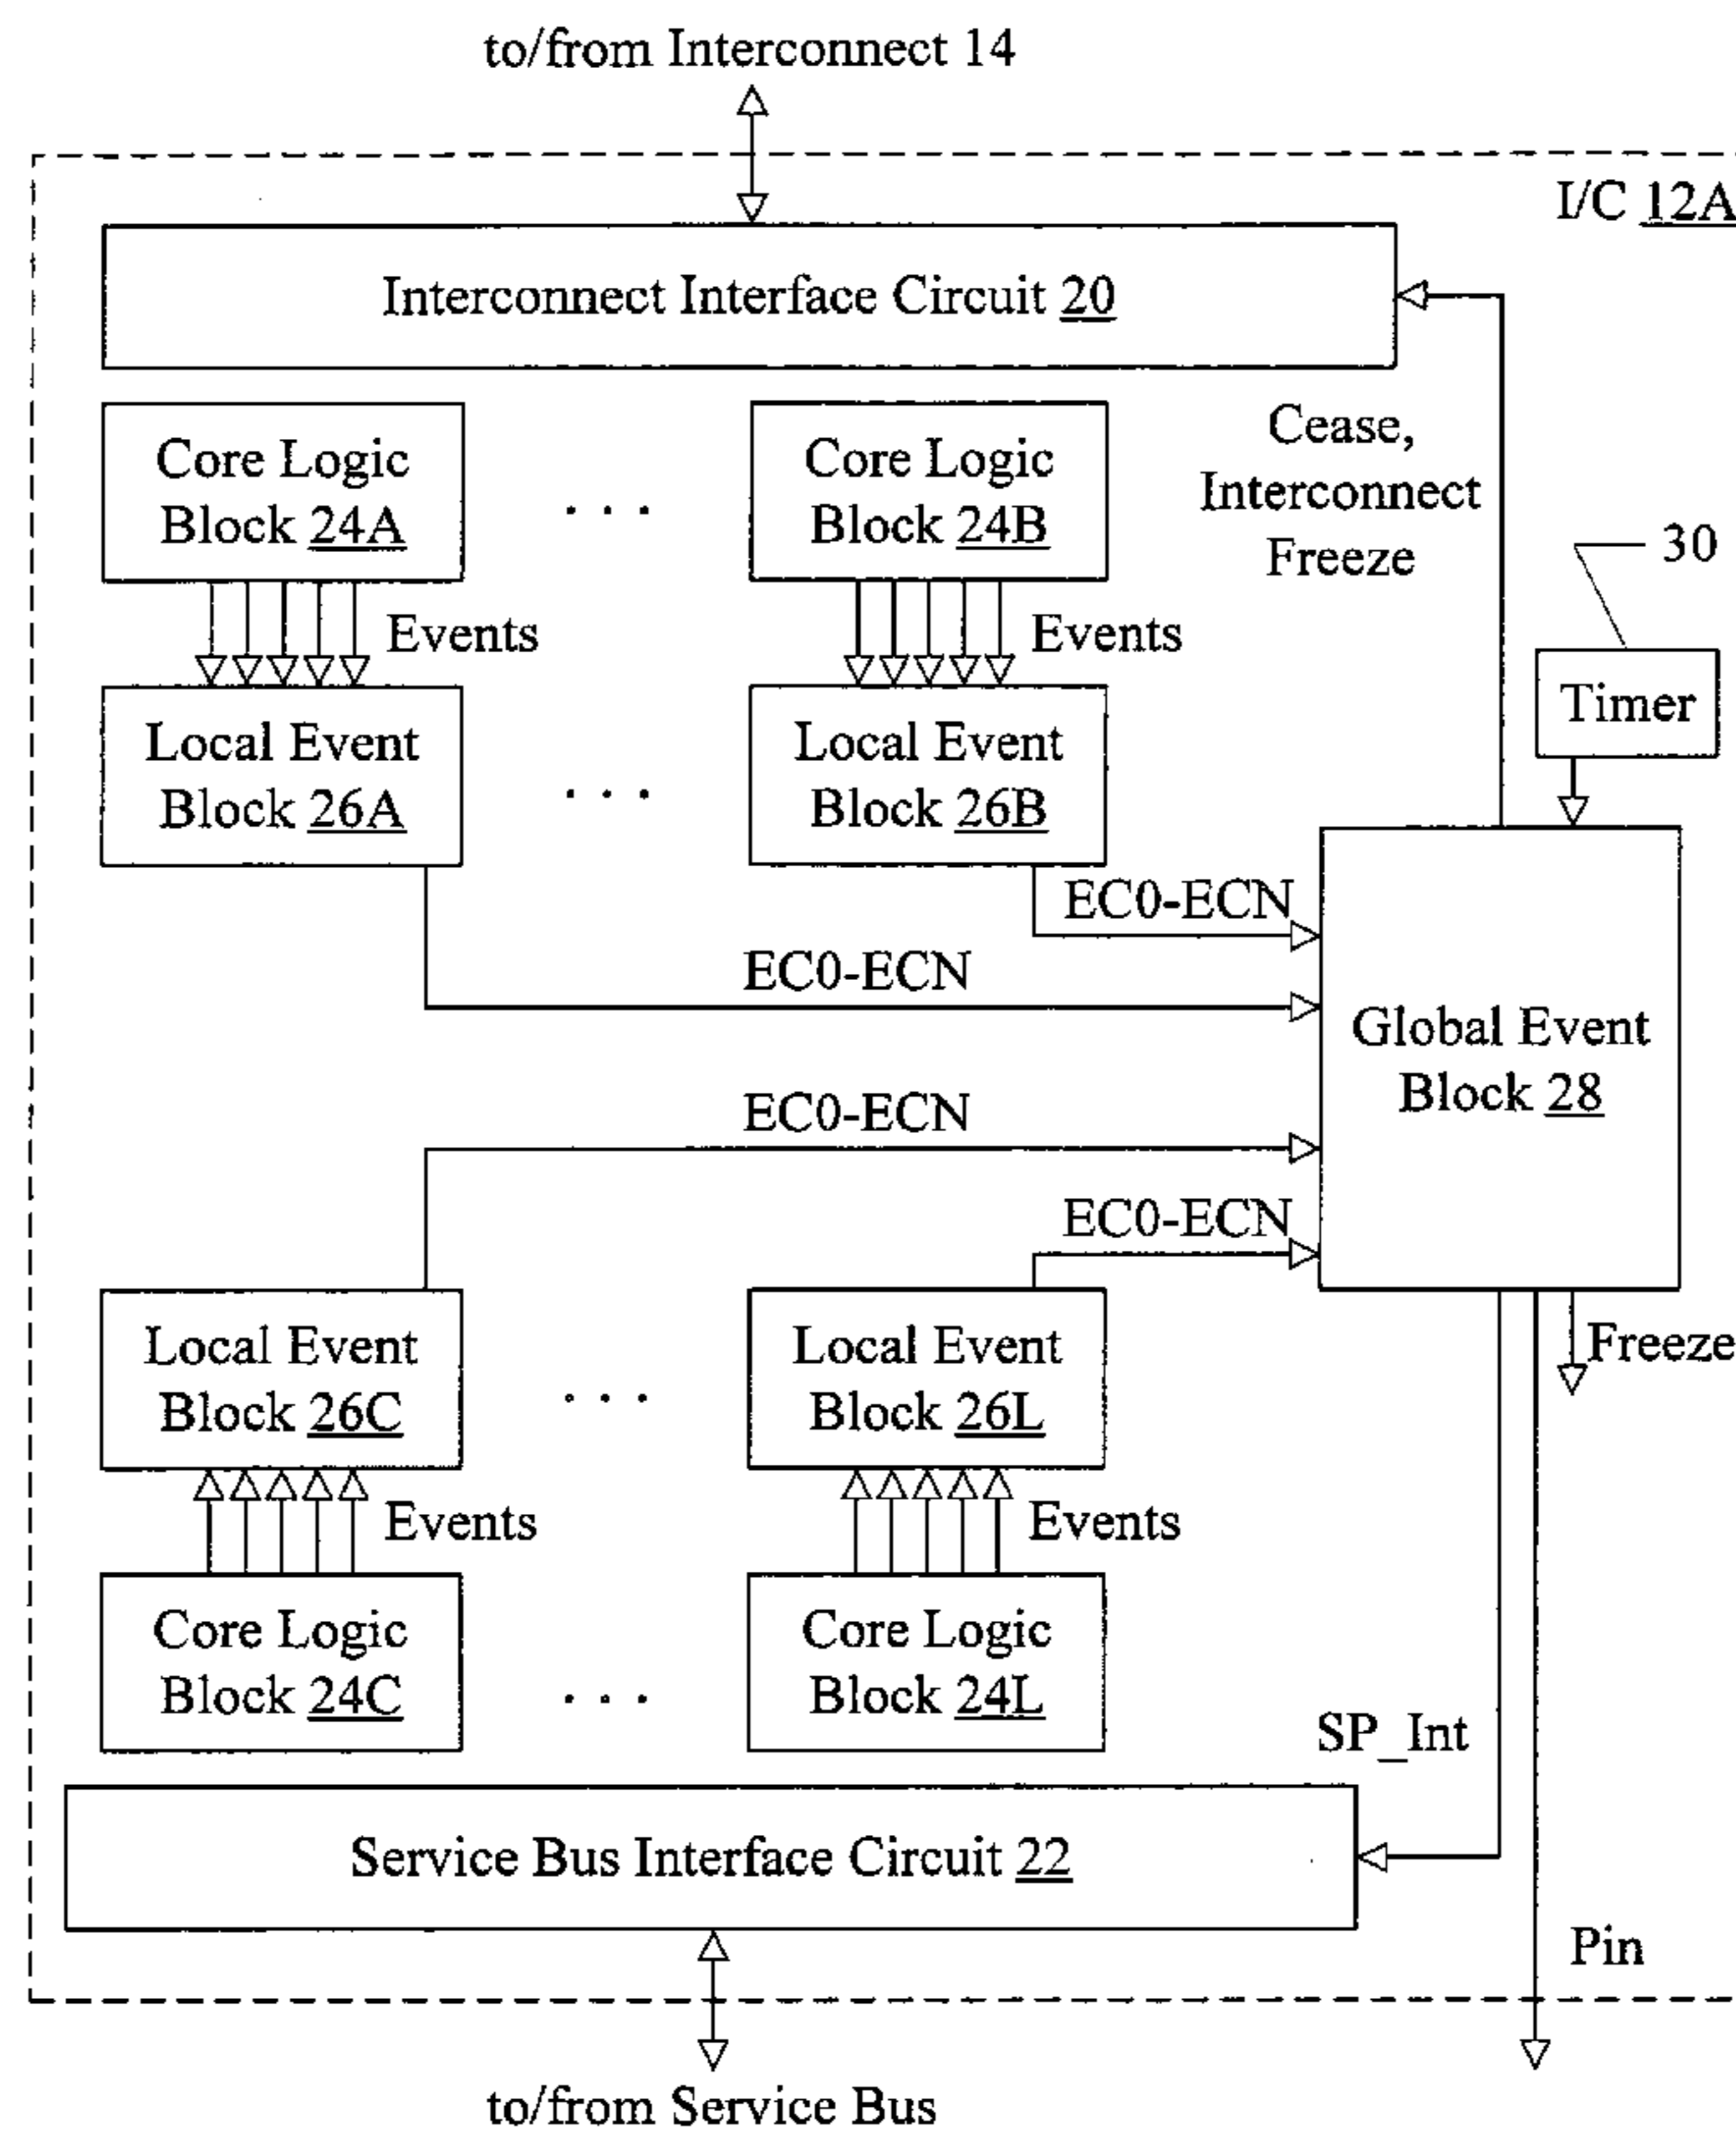 to/from Interconnect 14
I/C 12A
Interconnect Interface Circuit 20
Core Logic
Block 24A
. . .
Core Logic
Block 24B
Cease,
Interconnect
Freeze
30
Events
Events
Timer
Local Event
Block 26A
. . .
Local Event
Block 26B
EC0-ECN
EC0-ECN
Global Event
Block 28
EC0-ECN
EC0-ECN
Local Event
Block 26C
. . .
Local Event
Block 26L
Freeze
Events
Events
Core Logic
Block 24C
. . .
Core Logic
Block 24L
SP_Int
Service Bus Interface Circuit 22
Pin
to/from Service Bus